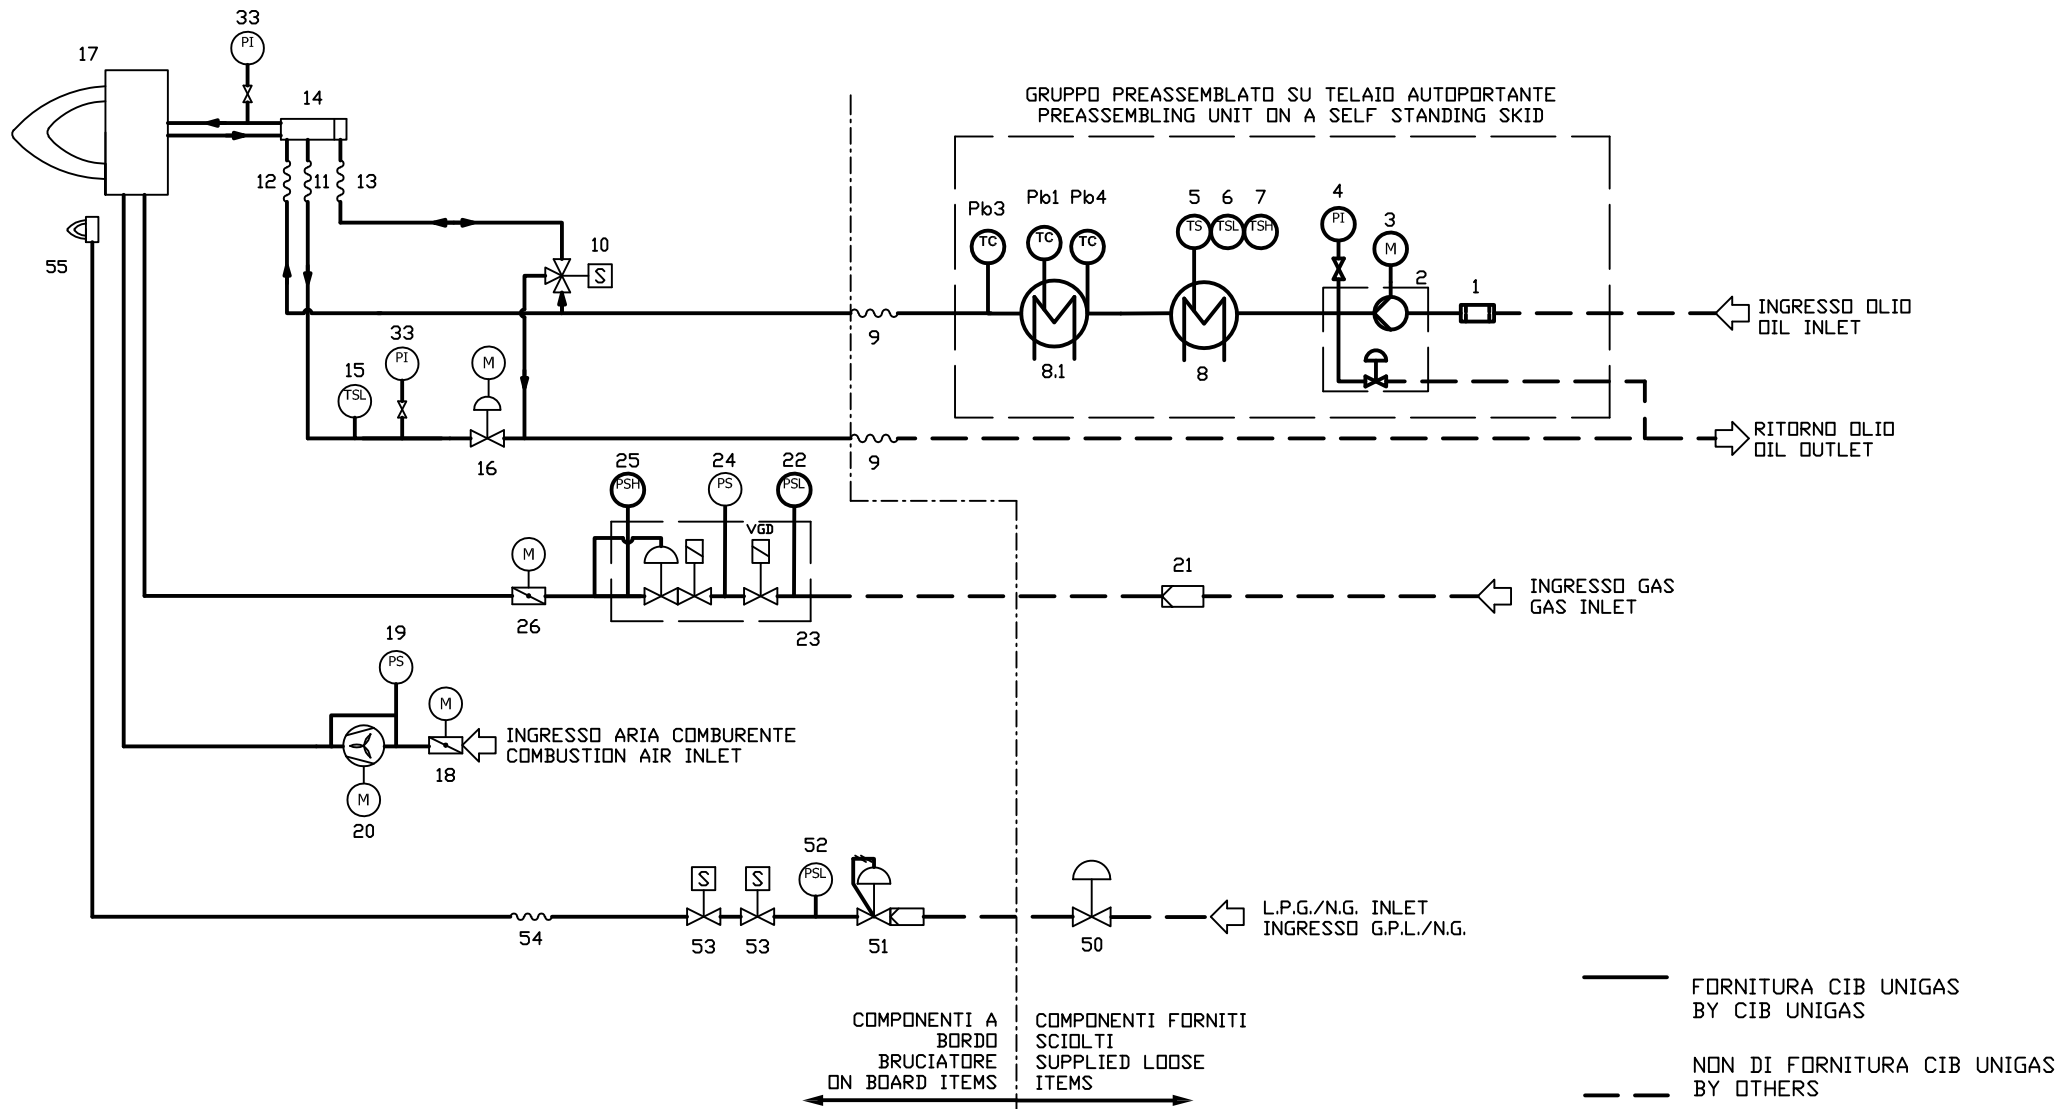 33
PI
17
14
GRUPPO PREASSEMBLATO SU TELAIO AUTOPORTANTE
PREASSEMBLING UNIT ON A SELF STANDING SKID
12
11
13
Pb3
Pb1
Pb4
5
6
7
4
3
TC
TC
TC
TS
TSL
TSH
PI
M
55
10
S
2
1
INGRESSO OLIO
OIL INLET
9
8.1
8
33
PI
M
15
TSL
16
9
RITORNO OLIO
OIL OUTLET
25
24
22
PSH
PS
PSL
VGD
M
26
23
21
INGRESSO GAS
GAS INLET
19
PS
M
18
INGRESSO ARIA COMBURENTE
COMBUSTION AIR INLET
M
20
52
S
S
PSL
54
53
53
51
50
L.P.G./N.G. INLET
INGRESSO G.P.L./N.G.
COMPONENTI A
BORDO
BRUCIATORE
ON BOARD ITEMS
COMPONENTI FORNITI
SCIOLTI
SUPPLIED LOOSE
ITEMS
FORNITURA CIB UNIGAS
BY CIB UNIGAS
NON DI FORNITURA CIB UNIGAS
BY OTHERS